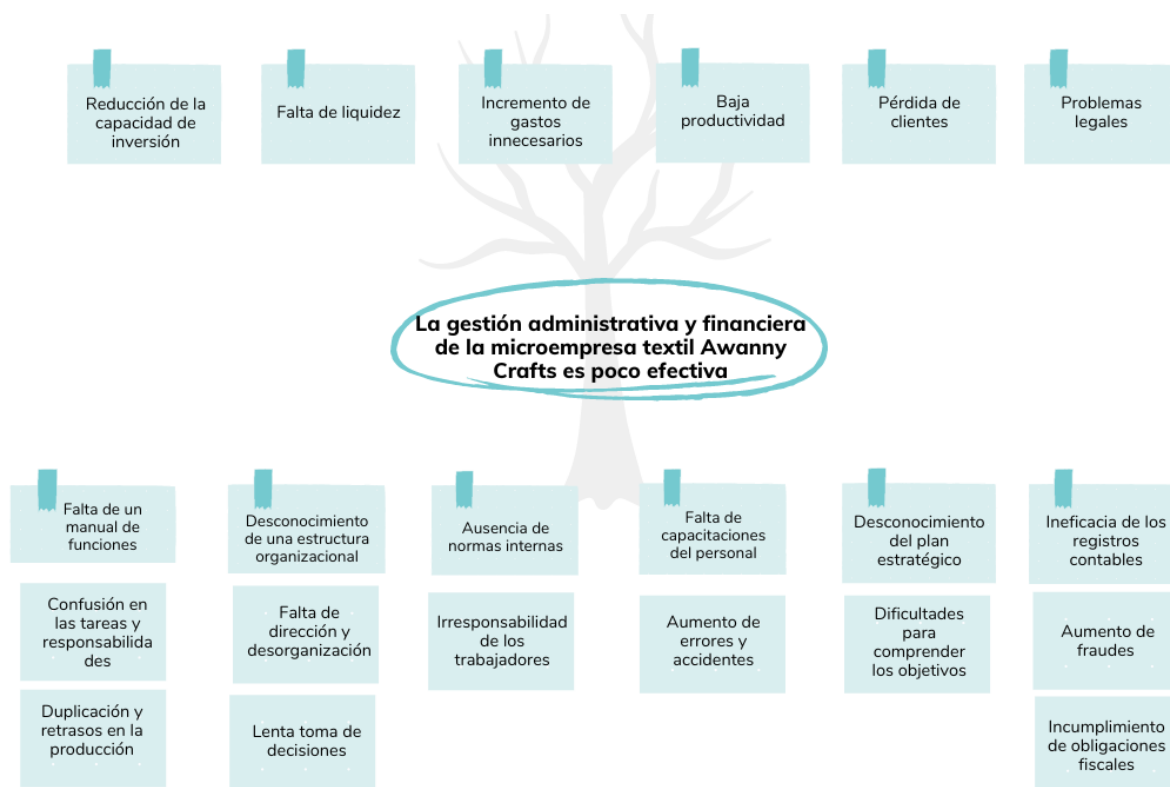 Reducción de la
capacidad de
inversión
Falta de liquidez
Incremento de
gastos
innecesarios
Baja
productividad
Pérdida de
clientes
Problemas
legales
La gestión administrativa y financiera
de la microempresa textil Awanny
Crafts es poco efectiva
Falta de un
manual de
funciones
Desconocimiento
de una estructura
organizacional
Ausencia de
normas internas
Falta de
capacitaciones
del personal
Desconocimiento
del plan
estratégico
Ineficacia de los
registros
contables
Confusión en
las tareas y
responsabilida
des
Falta de
dirección y
desorganización
Irresponsabilidad
de los
trabajadores
Aumento de
errores y
accidentes
Dificultades
para
comprender
los objetivos
Aumento de
fraudes
Duplicación y
retrasos en la
producción
Lenta toma de
decisiones
Incumplimiento
de obligaciones
fiscales